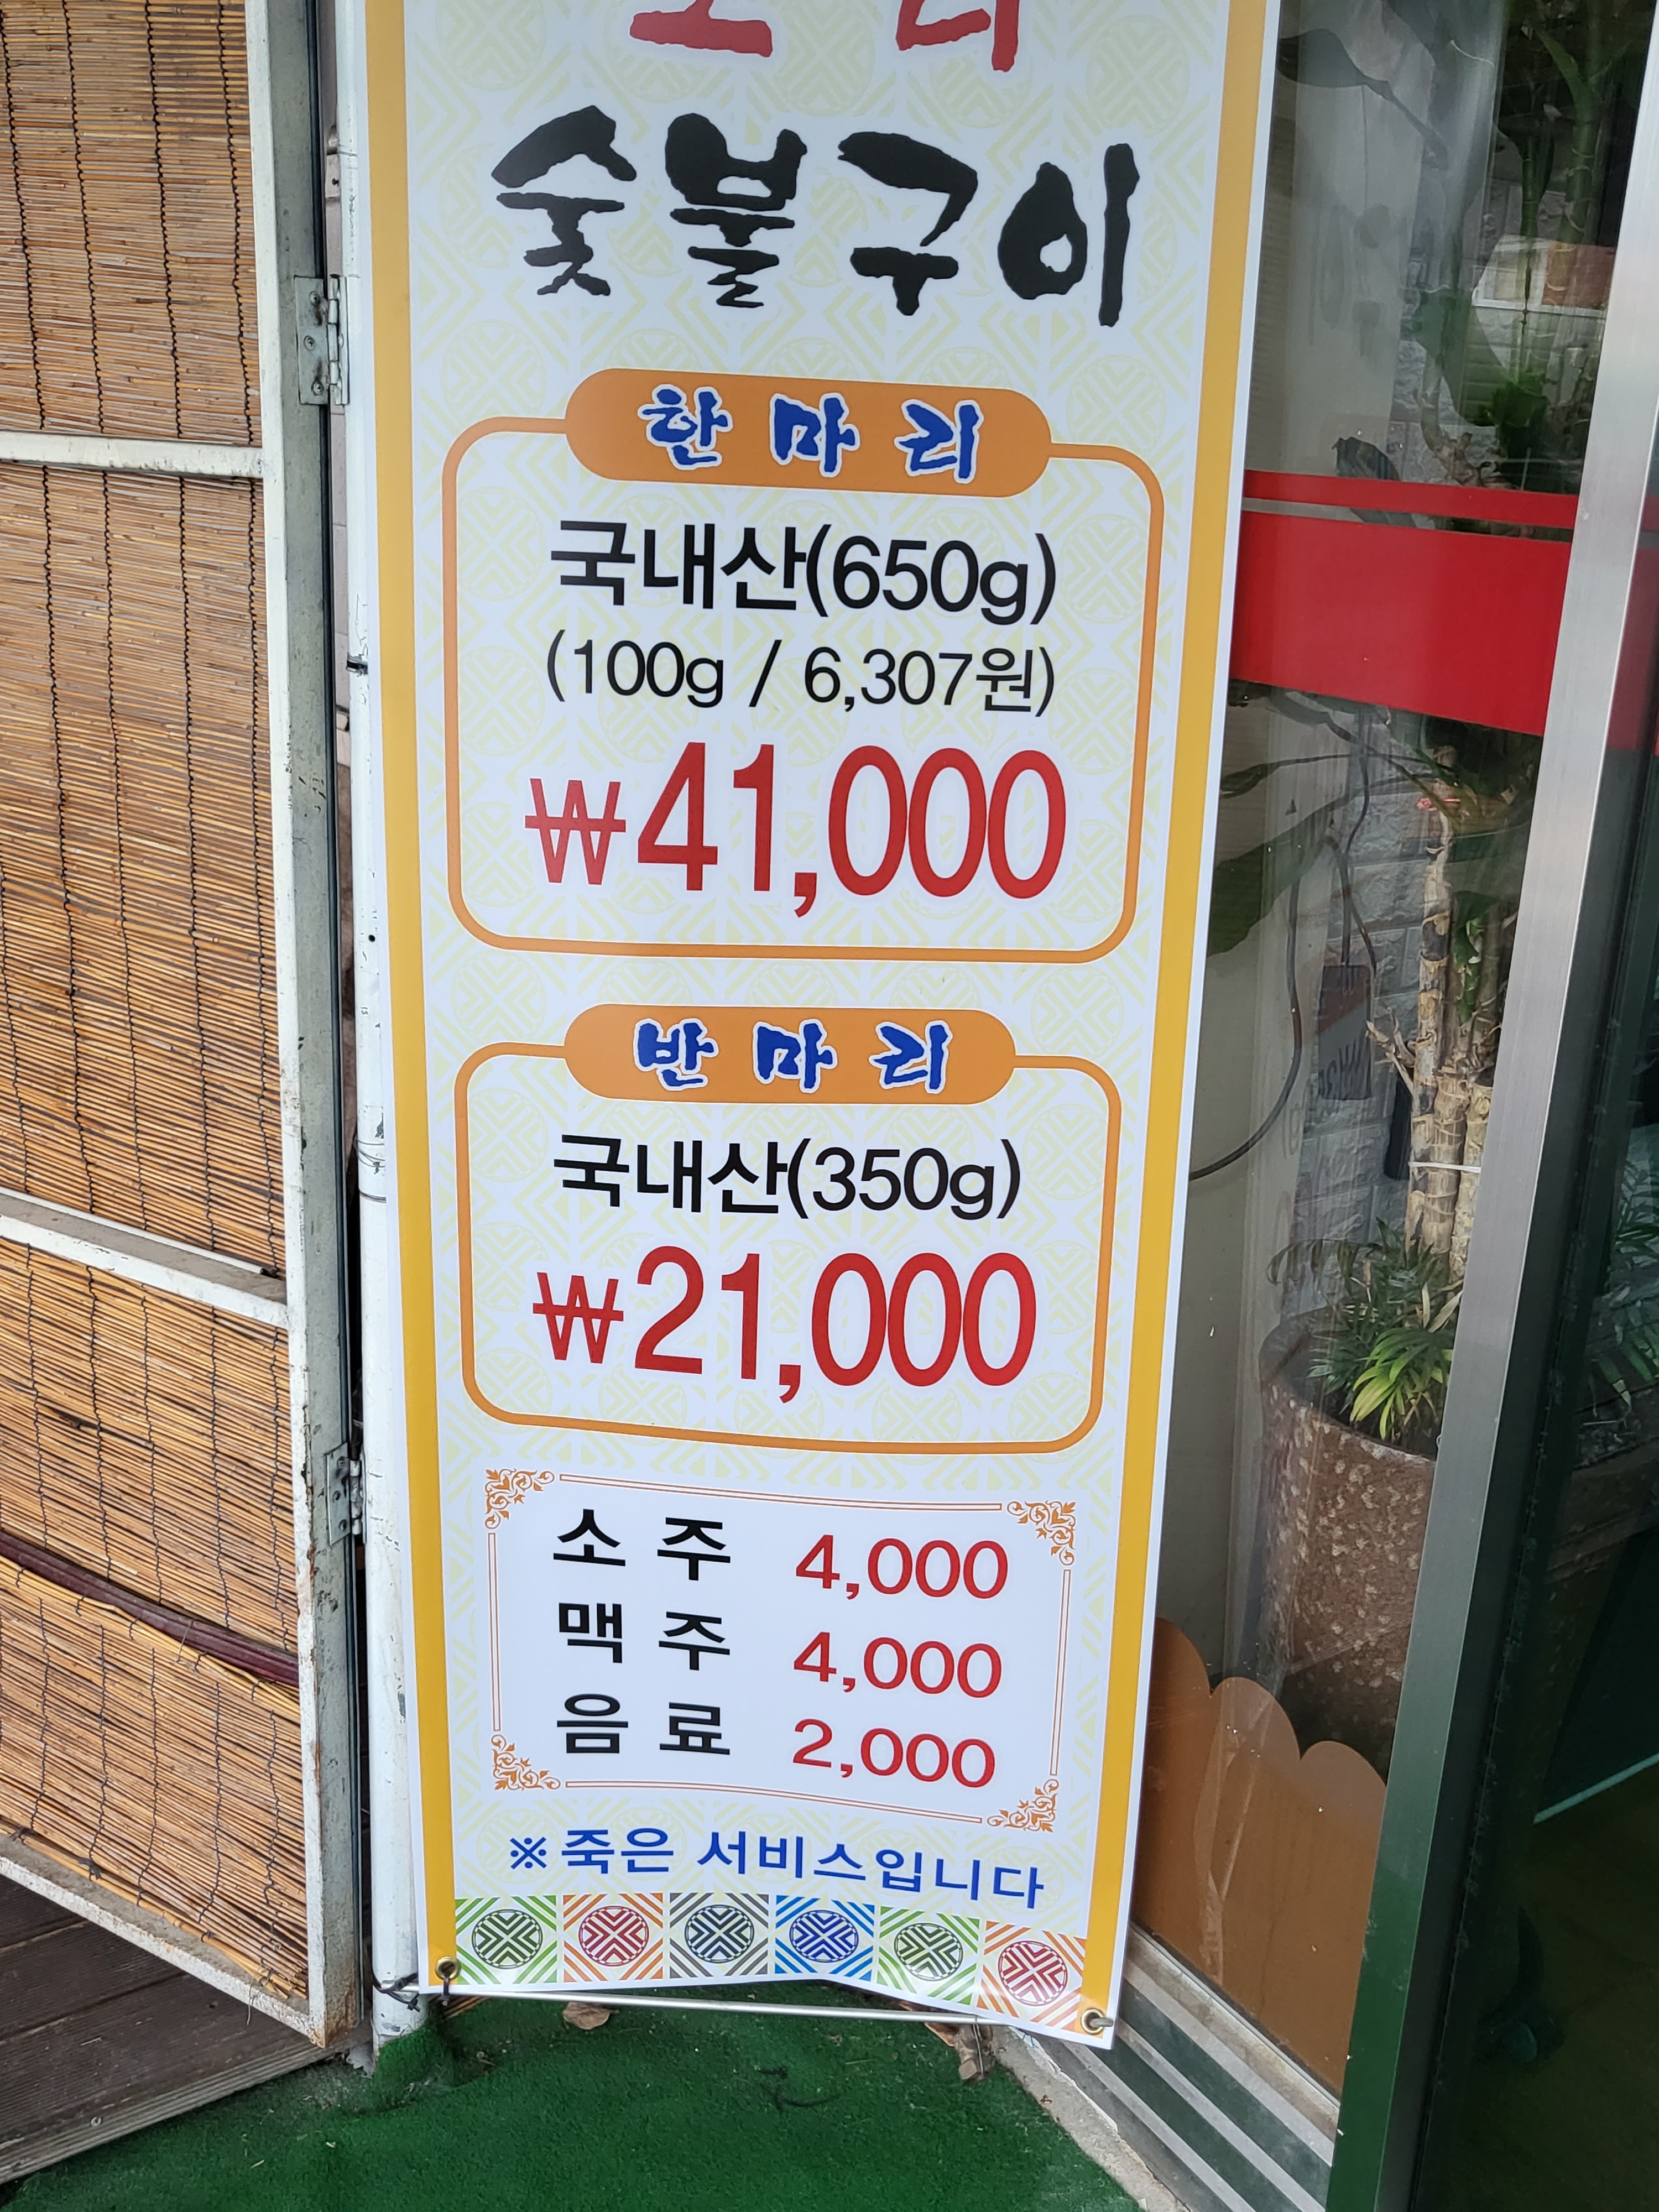 숯불구이
한마리
국내산(650g)
(100g / 6,307원)
₩41,000
반마리
국내산(350g)
₩21,000
소주 4,000
맥주 4,000
음료 2,000
※죽은 서비스입니다